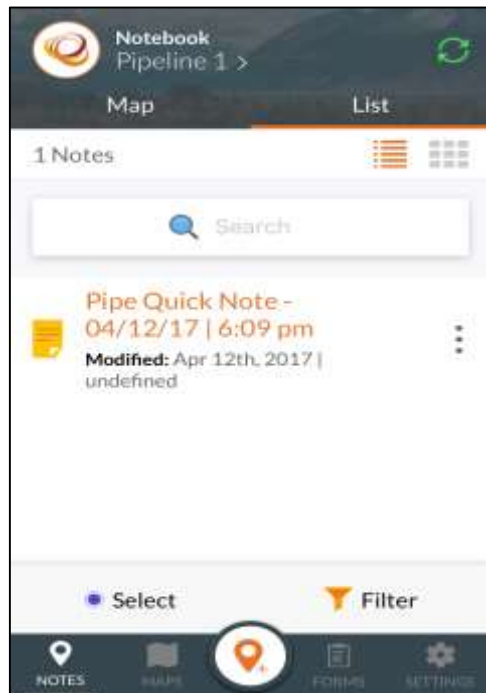 Notebook
Pipeline 1 >
Map List
1 Notes
Search
Pipe Quick Note -
04/12/17 | 6:09 pm
Modified: Apr 12th, 2017 |
undefined
Select Filter
NOTES MAPS FORMS SETTINGS